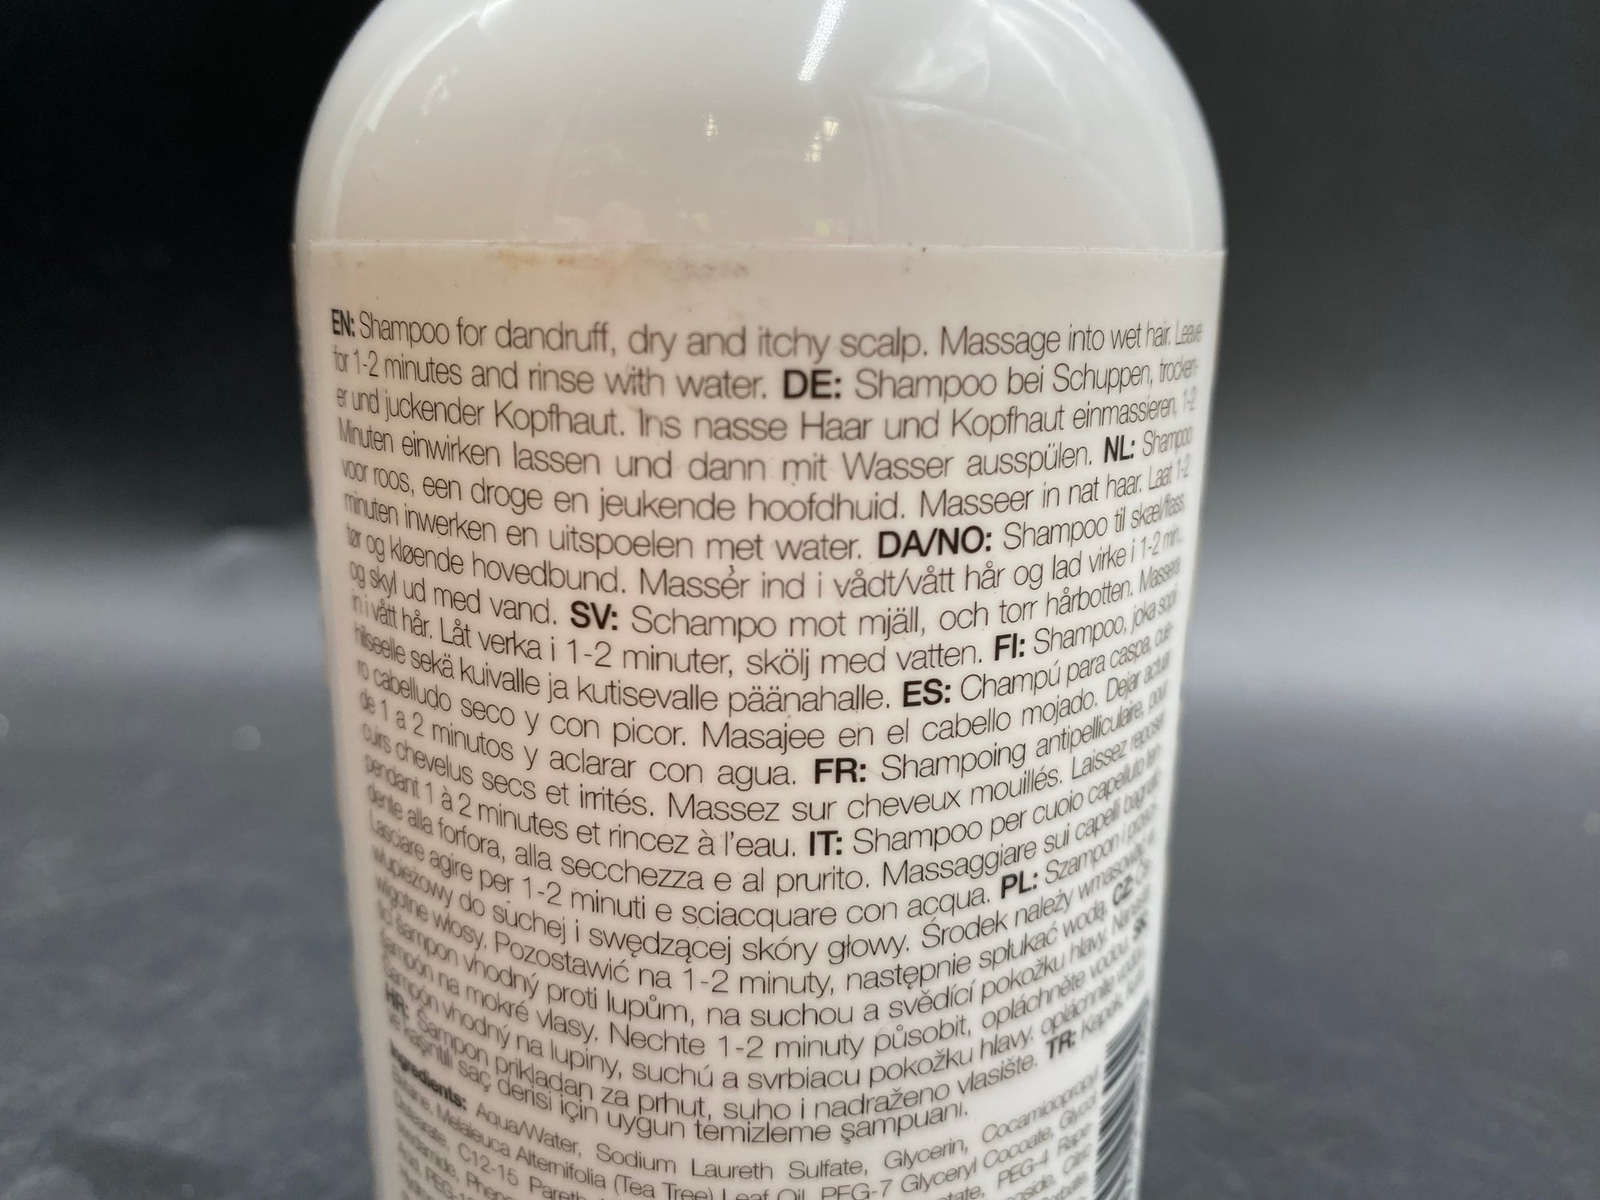 EN: Shampoo for dandruff, dry and itchy scalp. Massage into wet hair. Leave
for 1-2 minutes and rinse with water. DE: Shampoo bei Schuppen, trocken-
er und juckender Kopfhaut. Ins nasse Haar und Kopfhaut einmassieren, 1-2
Minuten einwirken lassen und dann mit Wasser ausspülen. NL: Shampoo
voor roos, een droge en jeukende hoofdhuid. Masseer in nat haar. Laat 1-2
minuten inwerken en uitspoelen met water. DA/NO: Shampoo til skæl/flass,
tør og kløende hovedbund. Massér ind i vådt/vått hår og lad virke i 1-2 min.
og skyl ud med vand. SV: Schampo mot mjäll, och torr hårbotten. Massera
in i vått hår. Låt verka i 1-2 minuter, skölj med vatten. FI: Shampoo, joka sopii
hilseelle sekä kuivalle ja kutisevalle päänahalle. ES: Champú para caspa, cue-
ro cabelludo seco y con picor. Masajee en el cabello mojado. Dejar actuar
de 1 a 2 minutos y aclarar con agua. FR: Shampoing antipelliculaire, pour
cuirs chevelus secs et irrités. Massez sur cheveux mouillés. Laissez reposer
pendant 1 à 2 minutes et rincez à l'eau. IT: Shampoo per cuoio capelluto ten-
dente alla forfora, alla secchezza e al prurito. Massaggiare sui capelli bagnati.
Lasciare agire per 1-2 minuti e sciacquare con acqua. PL: Szampon
do suchej i swędzącej skóry głowy. Środek należy wmasować w
wigotne włosy. Pozostawić na 1-2 minuty, następnie spłukać wodą. CZ:
šampon vhodný proti lupům, na suchou a svědící pokožku hlavy. Naneste
šampón na mokré vlasy. Nechte 1-2 minuty působit, opláchněte vodou. SK:
Šampón vhodný na lupiny, suchú a svrbiacu pokožku hlavy. opláchnite vodou.
HR: Šampon prikladan za prhut, suho i nadraženo vlasište. TR: Kepek, kuru
ve kaşıntılı saç derisi için uygun temizleme şampuanı.
Ingredients: Aqua/Water, Sodium Laureth Sulfate, Glycerin, Cocamidopropyl
Betaine, Melaleuca Alternifolia (Tea Tree) Leaf Oil, PEG-7 Glyceryl Cocoate, Glycol
Distearate, C12-15 PEG-4 Rape-